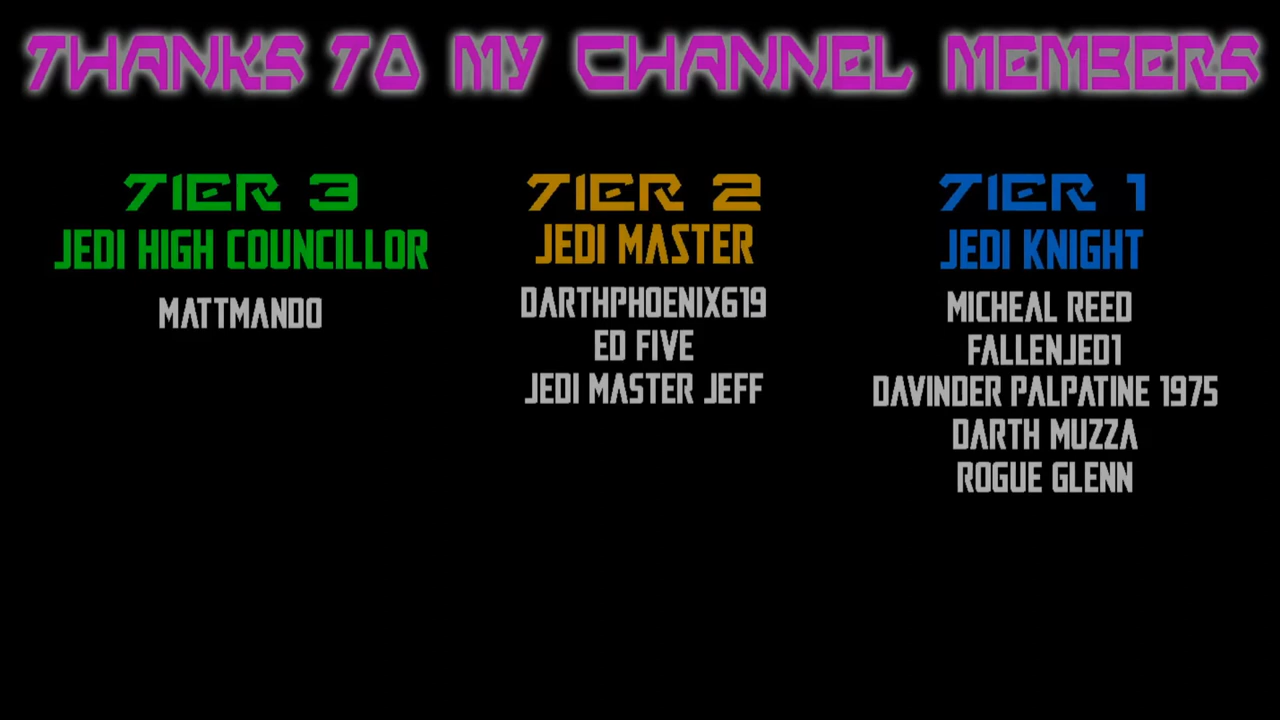 THANKS TO MY CHANNEL MEMBERS
TIER 3
JEDI HIGH COUNCILLOR
MATTMANDO
TIER 2
JEDI MASTER
DARTHPHOENIX619
ED FIVE
JEDI MASTER JEFF
TIER 1
JEDI KNIGHT
MICHEAL REED
FALLENJED1
DAVINDER PALPATINE 1975
DARTH MUZZA
ROGUE GLENN